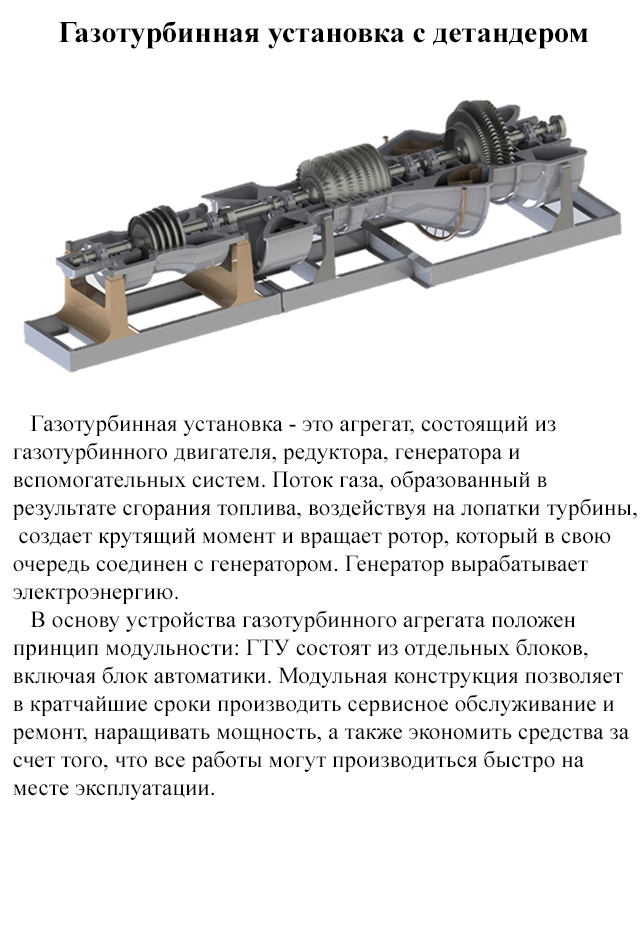 Газотурбинная установка с детандером
Газотурбинная установка - это агрегат, состоящий из
газотурбинного двигателя, редуктора, генератора и
вспомогательных систем. Поток газа, образованный в
результате сгорания топлива, воздействуя на лопатки турбины,
создает крутящий момент и вращает ротор, который в свою
очередь соединен с генератором. Генератор вырабатывает
электроэнергию.
В основу устройства газотурбинного агрегата положен
принцип модульности: ГТУ состоят из отдельных блоков,
включая блок автоматики. Модульная конструкция позволяет
в кратчайшие сроки производить сервисное обслуживание и
ремонт, наращивать мощность, а также экономить средства за
счет того, что все работы могут производиться быстро на
месте эксплуатации.